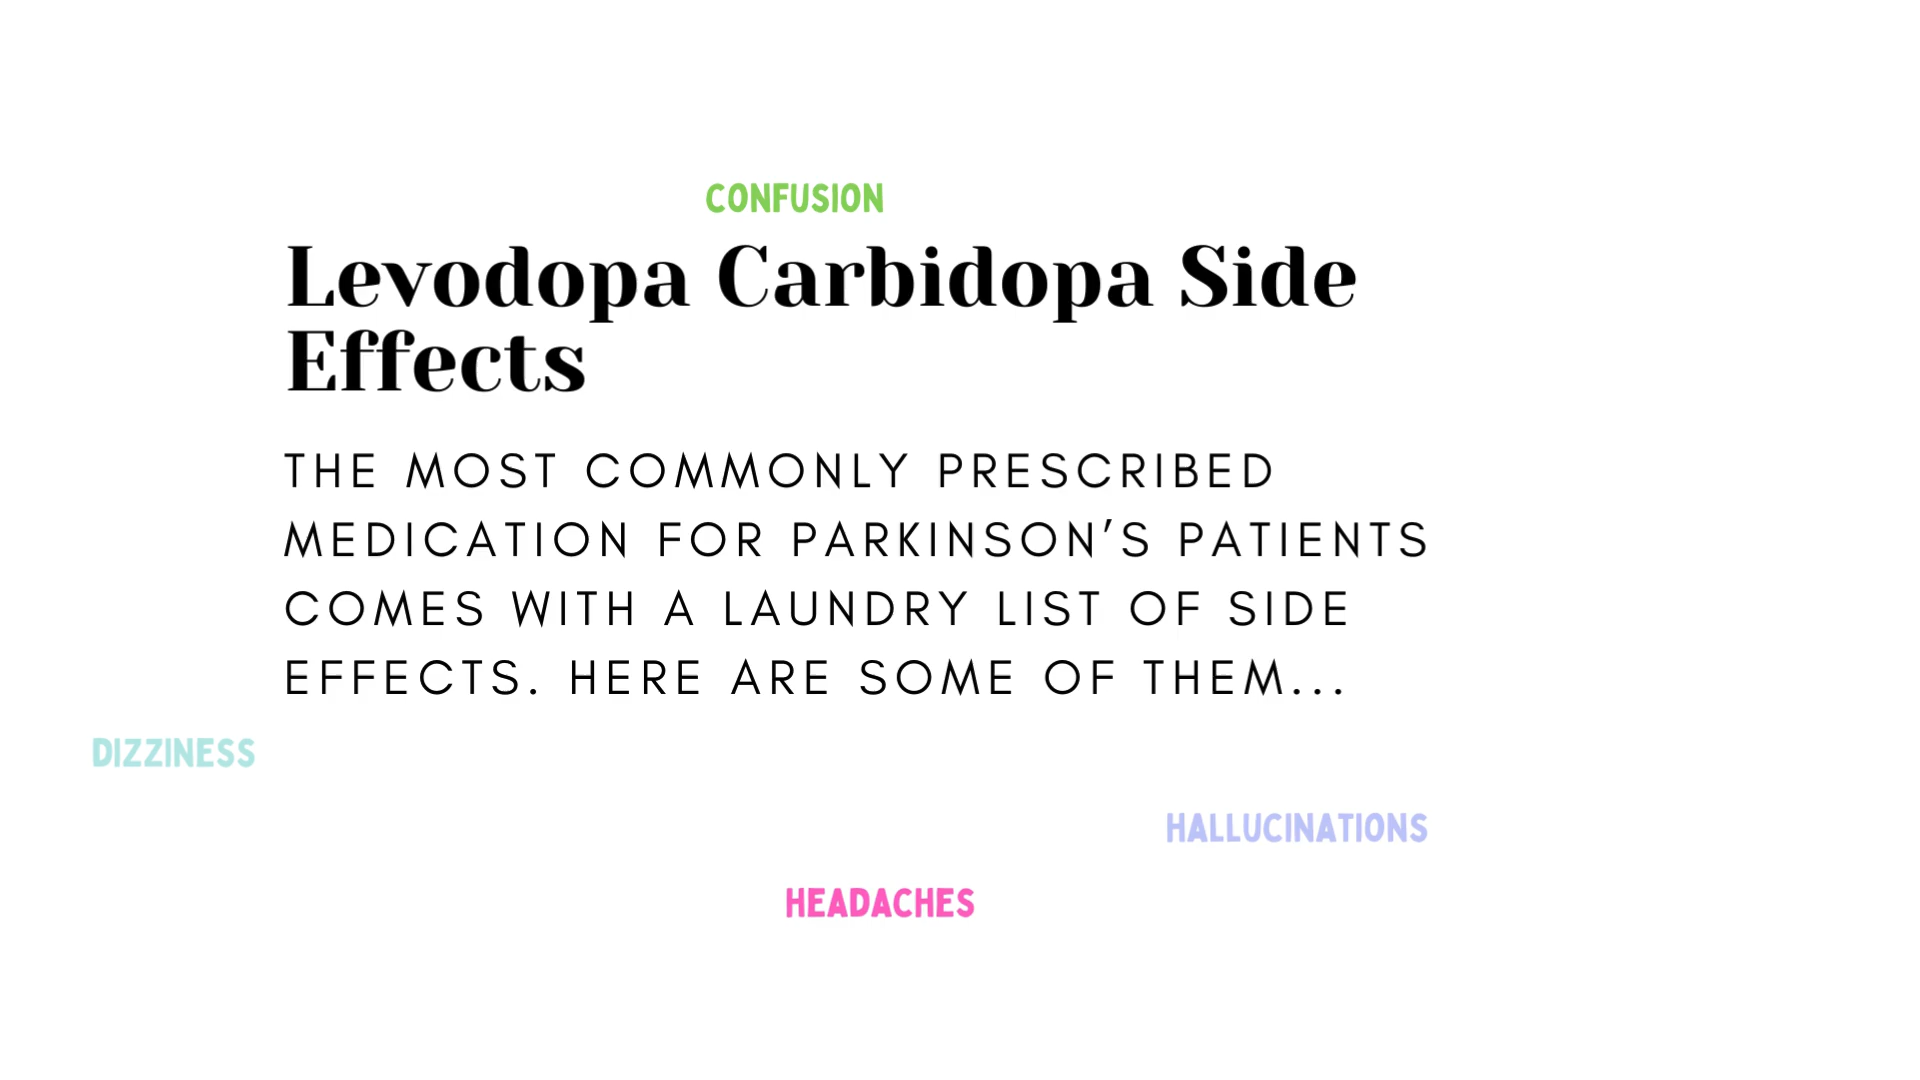 CONFUSION
Levodopa Carbidopa Side
Effects
THE MOST COMMONLY PRESCRIBED
MEDICATION FOR PARKINSON’S PATIENTS
COMES WITH A LAUNDRY LIST OF SIDE
EFFECTS. HERE ARE SOME OF THEM...
DIZZINESS
HALLUCINATIONS
HEADACHES